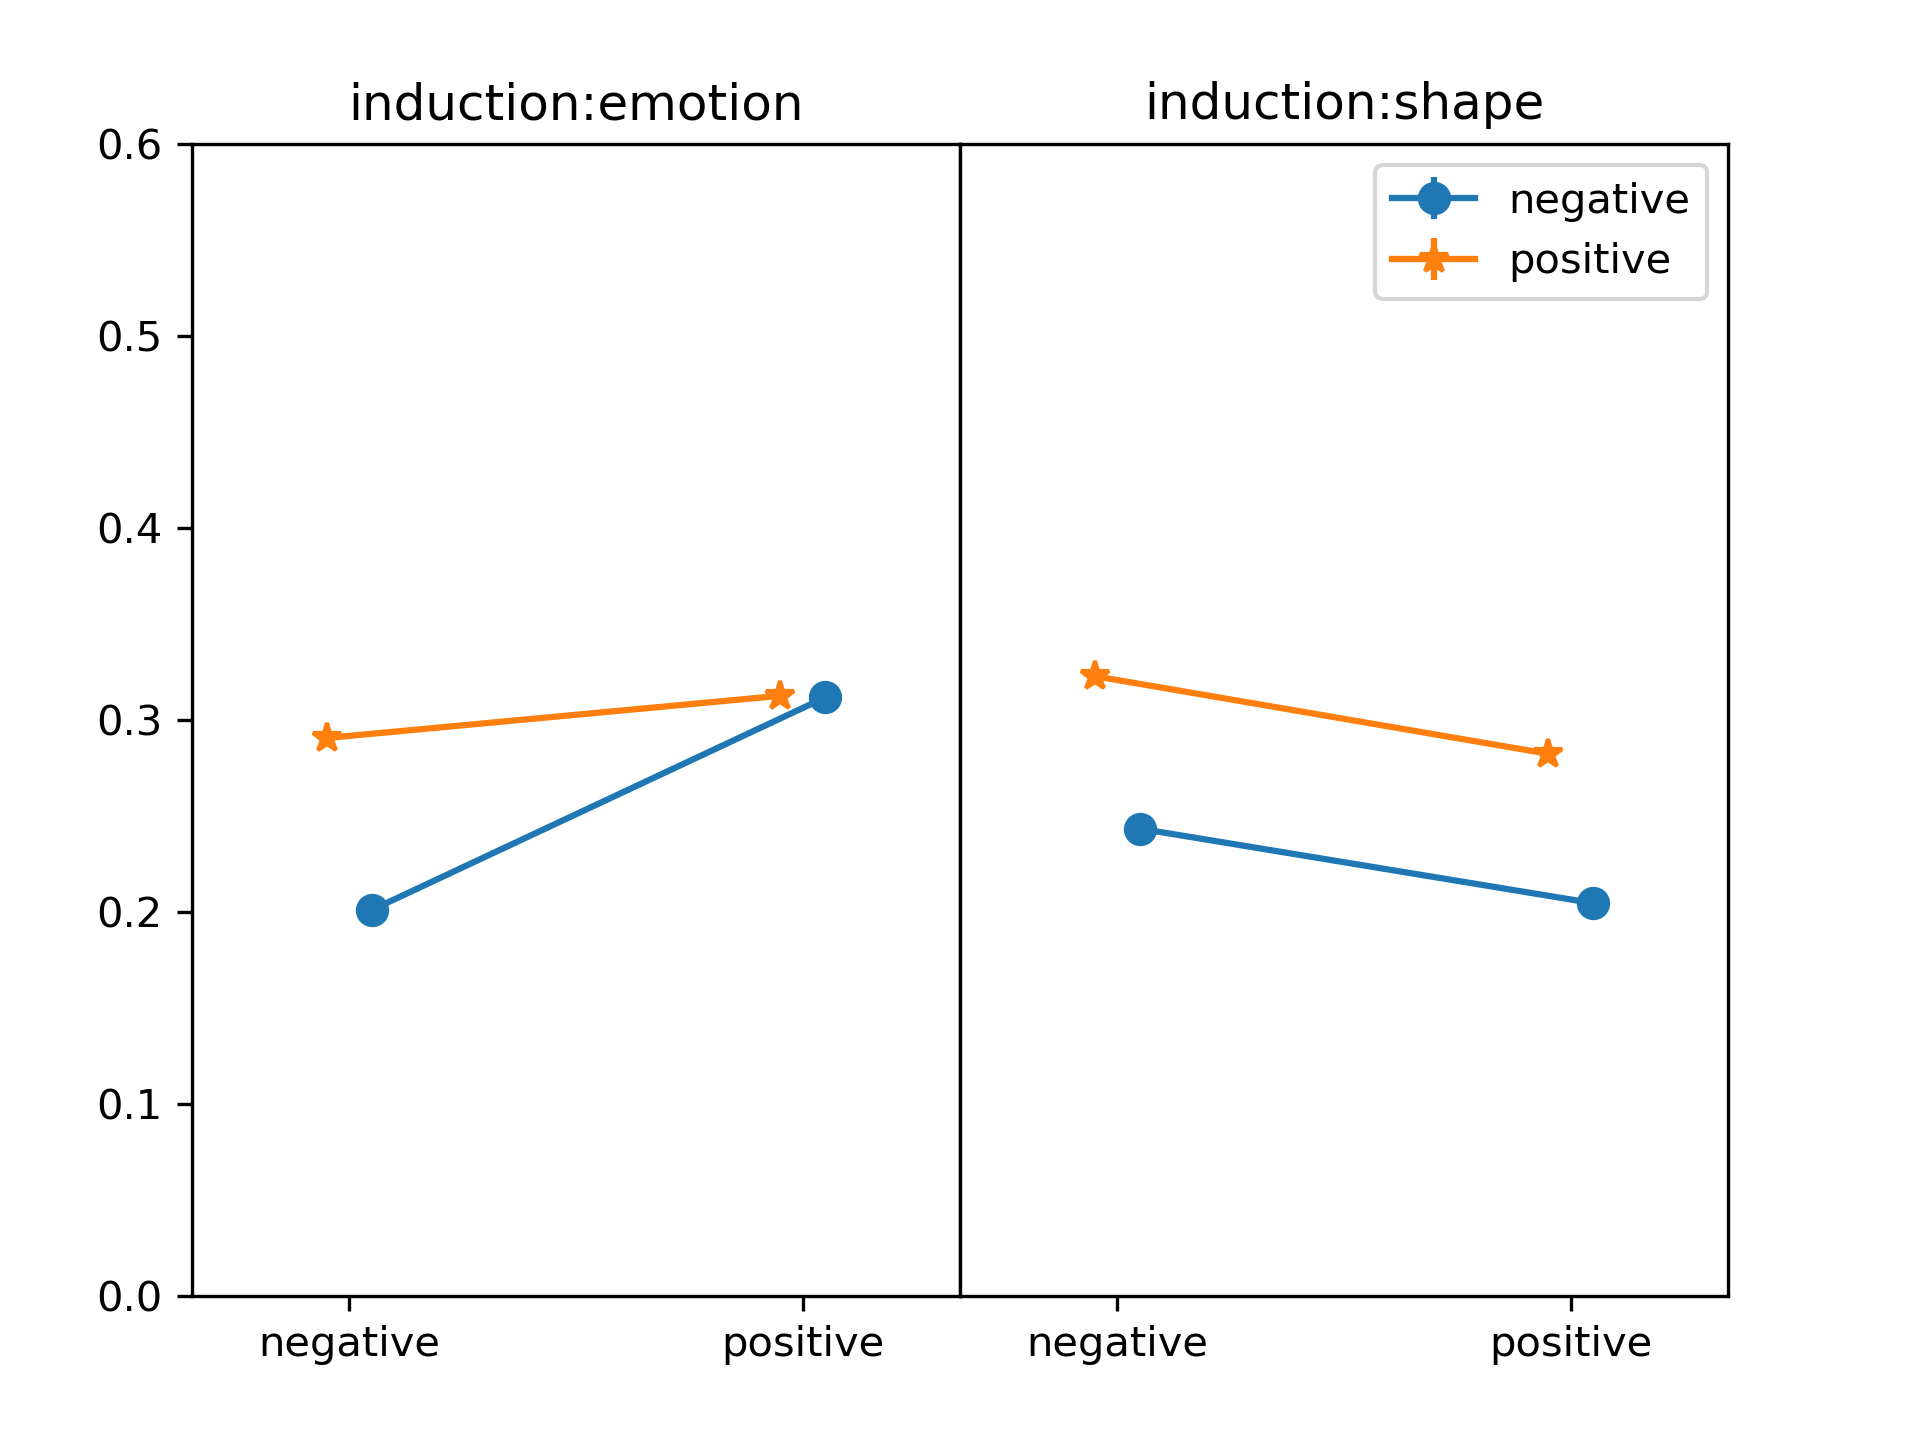 induction:emotion
induction:shape
0.6
0.5
0.4
0.3
0.2
0.1
0.0
negative
positive
negative
positive
negative
positive